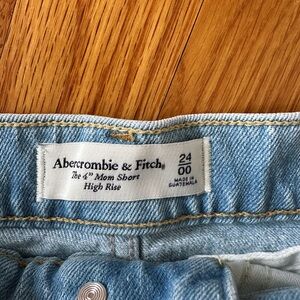 Abercrombie & Fitch®
The 4" Mom Short
High Rise
24
00
MADE IN
GUATEMALA